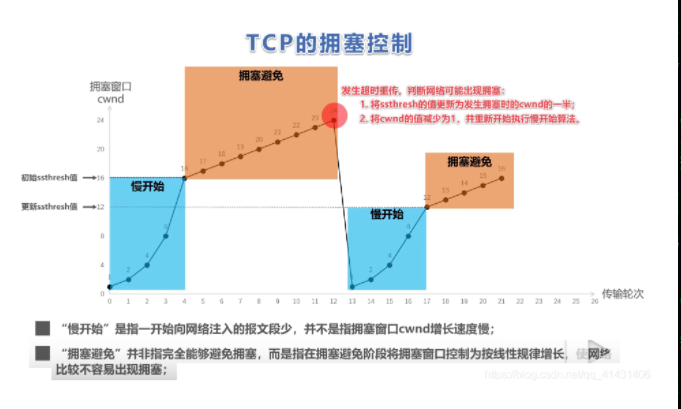 TCP的拥塞控制
拥塞避免
拥塞窗口
cwnd
发生超时重传，判断网络可能出现拥塞：
1. 将ssthresh的值更新为发生拥塞时的cwnd的一半；
2. 将cwnd的值减少为1，并重新开始执行慢开始算法。
24
23
22
21
20
19
18
17
16
24
20
16
12
8
4
0
初始ssthresh值
更新ssthresh值
慢开始
8
4
2
慢开始
8
4
2
拥塞避免
16
15
14
13
12
0 1 2 3 4 5 6 7 8 9 10 11 12 13 14 15 16 17 18 19 20 21 22 23 24 25 26
传输轮次
“慢开始”是指一开始向网络注入的报文段少，并不是指拥塞窗口cwnd增长速度慢；
“拥塞避免”并非指完全能够避免拥塞，而是指在拥塞避免阶段将拥塞窗口控制为按线性规律增长，使网络
比较不容易出现拥塞；
https://blog.csdn.net/qq_41431406